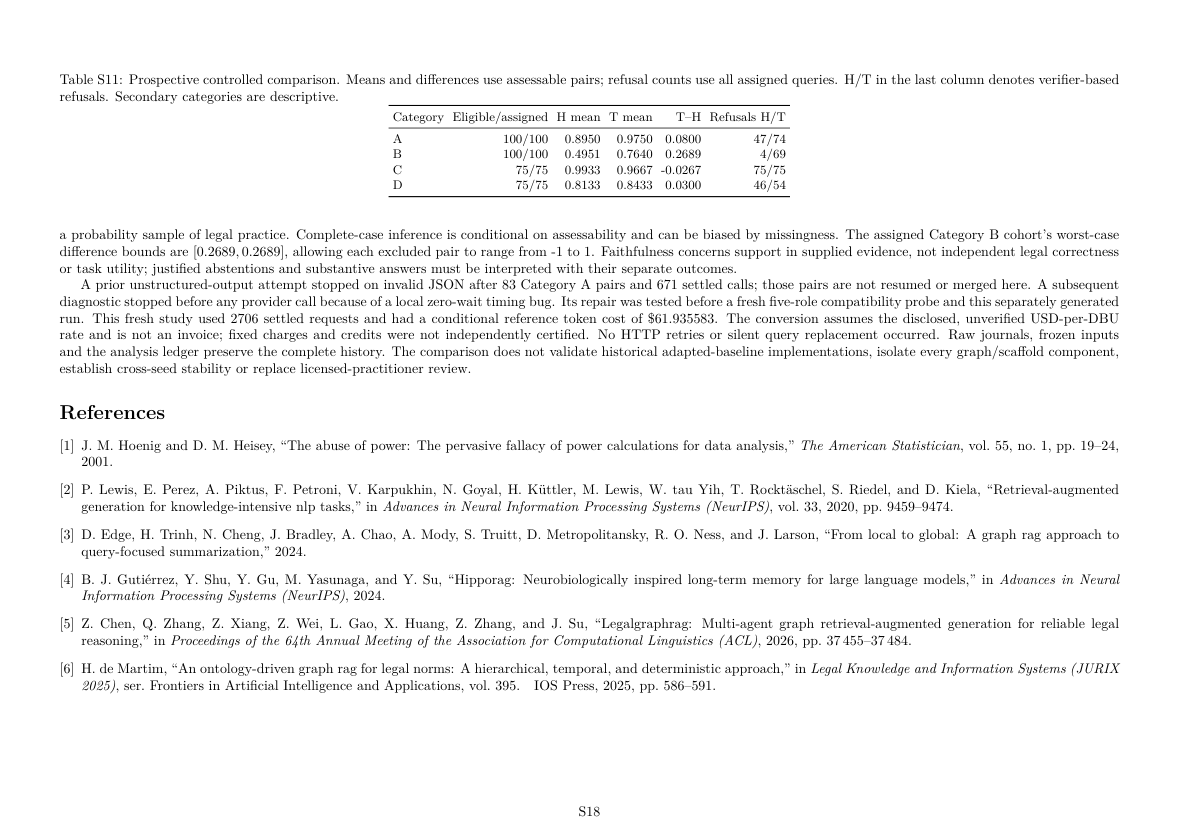 Table S11: Prospective controlled comparison. Means and differences use assessable pairs; refusal counts use all assigned queries. H/T in the last column denotes verifier-based
refusals. Secondary categories are descriptive.
Category Eligible/assigned H mean T mean T–H Refusals H/T
A 100/100 0.8950 0.9750 0.0800 47/74
B 100/100 0.4951 0.7640 0.2689 4/69
C 75/75 0.9933 0.9667 -0.0267 75/75
D 75/75 0.8133 0.8433 0.0300 46/54
a probability sample of legal practice. Complete-case inference is conditional on assessability and can be biased by missingness. The assigned Category B cohort's worst-case
difference bounds are [0.2689, 0.2689], allowing each excluded pair to range from -1 to 1. Faithfulness concerns support in supplied evidence, not independent legal correctness
or task utility; justified abstentions and substantive answers must be interpreted with their separate outcomes.
A prior unstructured-output attempt stopped on invalid JSON after 83 Category A pairs and 671 settled calls; those pairs are not resumed or merged here. A subsequent
diagnostic stopped before any provider call because of a local zero-wait timing bug. Its repair was tested before a fresh five-role compatibility probe and this separately generated
run. This fresh study used 2706 settled requests and had a conditional reference token cost of $61.935583. The conversion assumes the disclosed, unverified USD-per-DBU
rate and is not an invoice; fixed charges and credits were not independently certified. No HTTP retries or silent query replacement occurred. Raw journals, frozen inputs
and the analysis ledger preserve the complete history. The comparison does not validate historical adapted-baseline implementations, isolate every graph/scaffold component,
establish cross-seed stability or replace licensed-practitioner review.
References
[1] J. M. Hoenig and D. M. Heisey, “The abuse of power: The pervasive fallacy of power calculations for data analysis,” The American Statistician, vol. 55, no. 1, pp. 19–24,
2001.
[2] P. Lewis, E. Perez, A. Piktus, F. Petroni, V. Karpukhin, N. Goyal, H. Küttler, M. Lewis, W. tau Yih, T. Rocktäschel, S. Riedel, and D. Kiela, “Retrieval-augmented
generation for knowledge-intensive nlp tasks,” in Advances in Neural Information Processing Systems (NeurIPS), vol. 33, 2020, pp. 9459–9474.
[3] D. Edge, H. Trinh, N. Cheng, J. Bradley, A. Chao, A. Mody, S. Truitt, D. Metropolitansky, R. O. Ness, and J. Larson, “From local to global: A graph rag approach to
query-focused summarization,” 2024.
[4] B. J. Gutiérrez, Y. Shu, Y. Gu, M. Yasunaga, and Y. Su, “Hipporag: Neurobiologically inspired long-term memory for large language models,” in Advances in Neural
Information Processing Systems (NeurIPS), 2024.
[5] Z. Chen, Q. Zhang, Z. Xiang, Z. Wei, L. Gao, X. Huang, Z. Zhang, and J. Su, “Legalgraphrag: Multi-agent graph retrieval-augmented generation for reliable legal
reasoning,” in Proceedings of the 64th Annual Meeting of the Association for Computational Linguistics (ACL), 2026, pp. 37 455–37 484.
[6] H. de Martim, “An ontology-driven graph rag for legal norms: A hierarchical, temporal, and deterministic approach,” in Legal Knowledge and Information Systems (JURIX
2025), ser. Frontiers in Artificial Intelligence and Applications, vol. 395. IOS Press, 2025, pp. 586–591.
S18